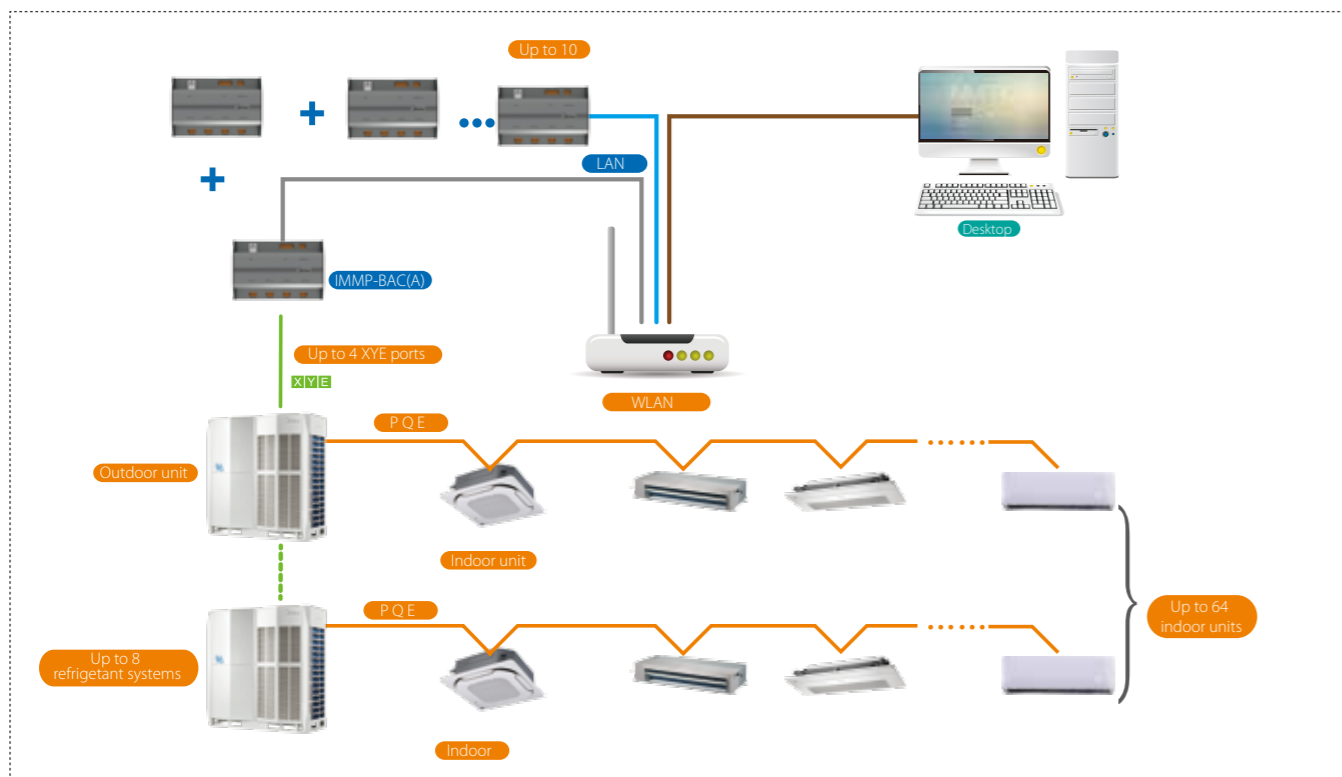 Up to 10
LAN
Desktop
IMMP-BAC(A)
Up to 4 XYE ports
X Y E
WLAN
P Q E
Outdoor unit
Indoor unit
P Q E
Up to 8
refrigetant systems
Up to 64
indoor units
Indoor